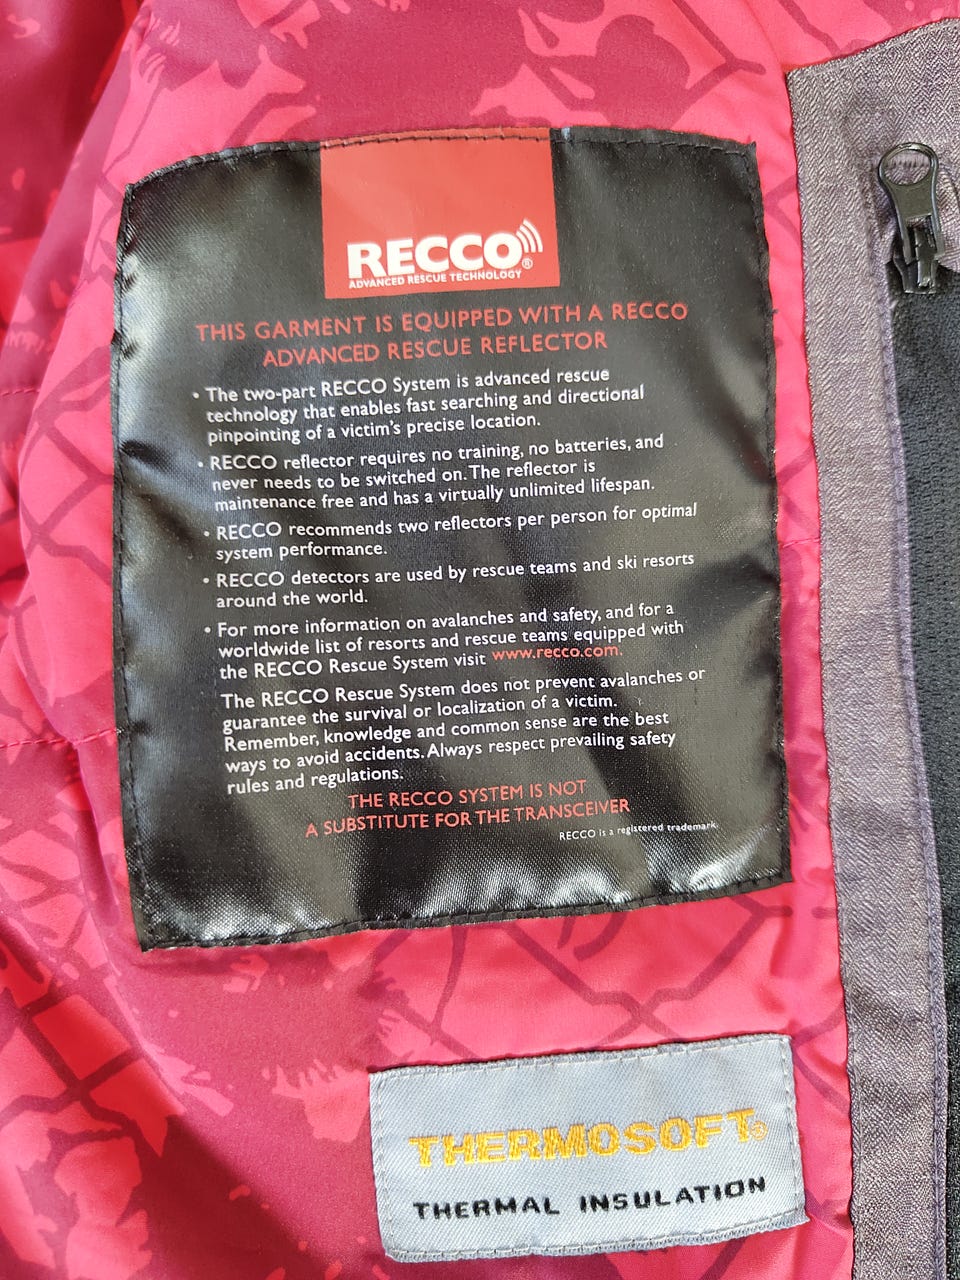 RECCO®
ADVANCED RESCUE TECHNOLOGY
THIS GARMENT IS EQUIPPED WITH A RECCO
ADVANCED RESCUE REFLECTOR
• The two-part RECCO System is advanced rescue
technology that enables fast searching and directional
pinpointing of a victim's precise location.
• RECCO reflector requires no training, no batteries, and
never needs to be switched on. The reflector is
maintenance free and has a virtually unlimited lifespan.
• RECCO recommends two reflectors per person for optimal
system performance.
• RECCO detectors are used by rescue teams and ski resorts
around the world.
• For more information on avalanches and safety, and for a
worldwide list of resorts and rescue teams equipped with
the RECCO Rescue System visit www.recco.com.
The RECCO Rescue System does not prevent avalanches or
guarantee the survival or localization of a victim.
Remember, knowledge and common sense are the best
ways to avoid accidents. Always respect prevailing safety
rules and regulations.
THE RECCO SYSTEM IS NOT
A SUBSTITUTE FOR THE TRANSCEIVER
RECCO is a registered trademark.
THERMOSOFT®
THERMAL INSULATION